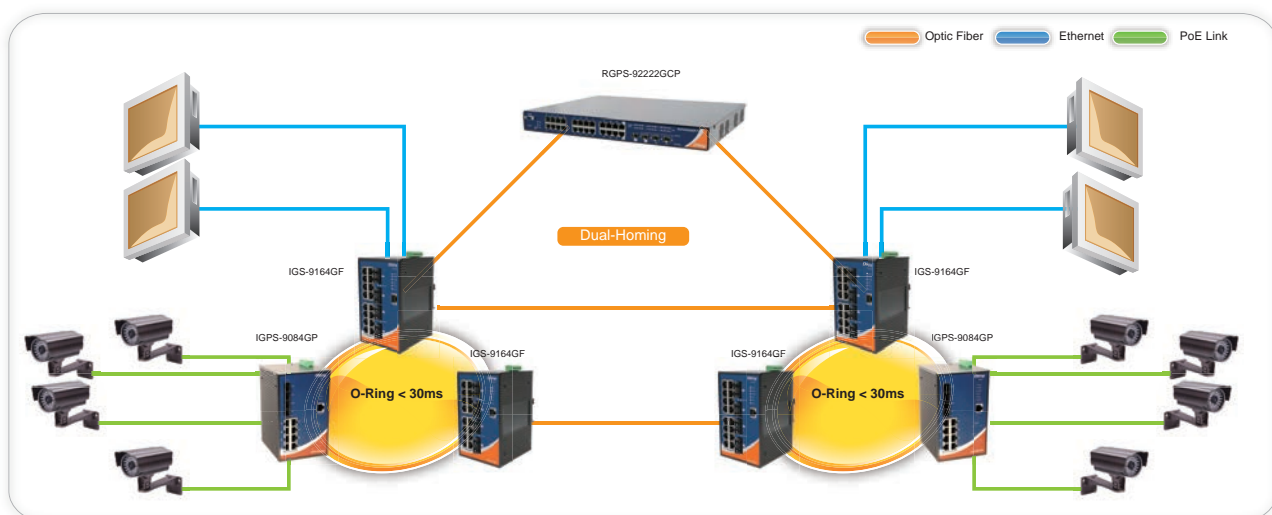 Optic Fiber
Ethernet
PoE Link
RGPS-92222GCP
Dual-Homing
IGS-9164GF
IGS-9164GF
IGPS-9084GP
IGS-9164GF
IGS-9164GF
IGPS-9084GP
O-Ring < 30ms
O-Ring < 30ms